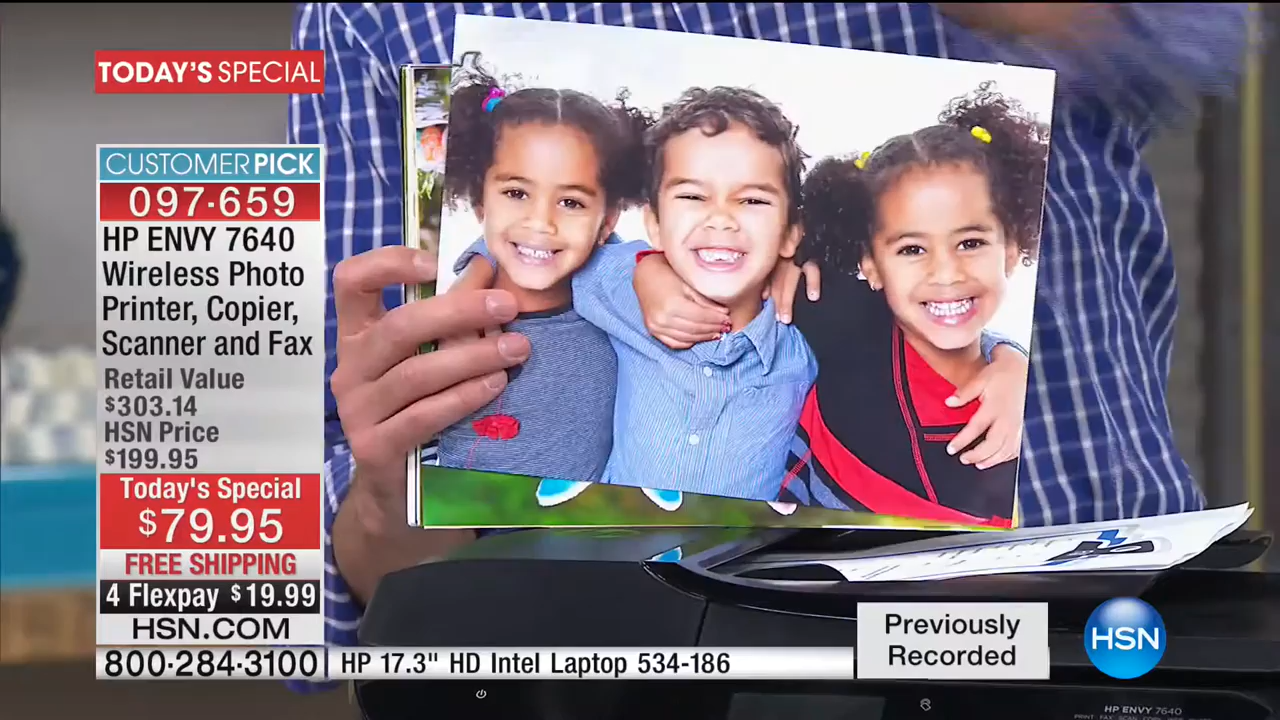 TODAY'S SPECIAL
CUSTOMER PICK
097·659
HP ENVY 7640
Wireless Photo
Printer, Copier,
Scanner and Fax
Retail Value
$303.14
HSN Price
$199.95
Today's Special
$79.95
FREE SHIPPING
4 Flexpay $19.99
HSN.COM
800·284·3100
HP 17.3" HD Intel Laptop 534-186
Previously
Recorded
HSN
HP ENVY 7640